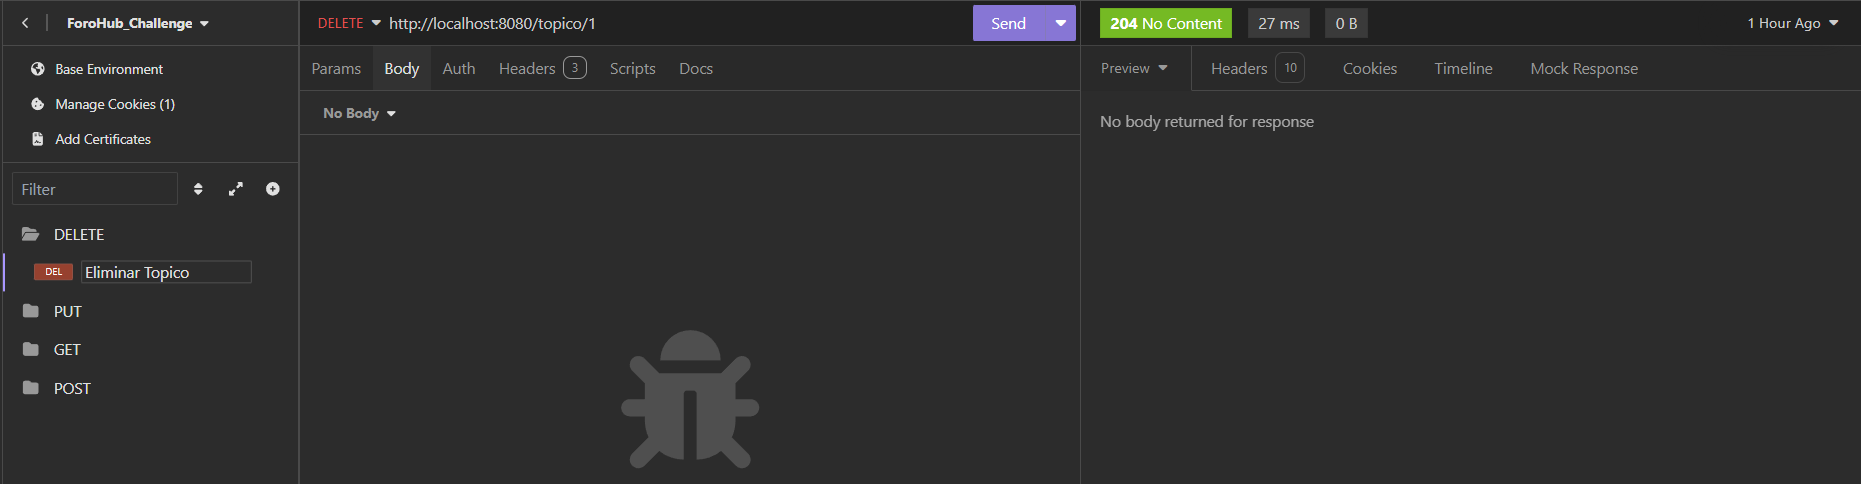 ForoHub_Challenge
Base Environment
Manage Cookies (1)
Add Certificates
Filter
DELETE
DEL Eliminar Topico
PUT
GET
POST
DELETE http://localhost:8080/topico/1 Send
Params Body Auth Headers 3 Scripts Docs
No Body
204 No Content 27 ms 0 B 1 Hour Ago
Preview Headers 10 Cookies Timeline Mock Response
No body returned for response